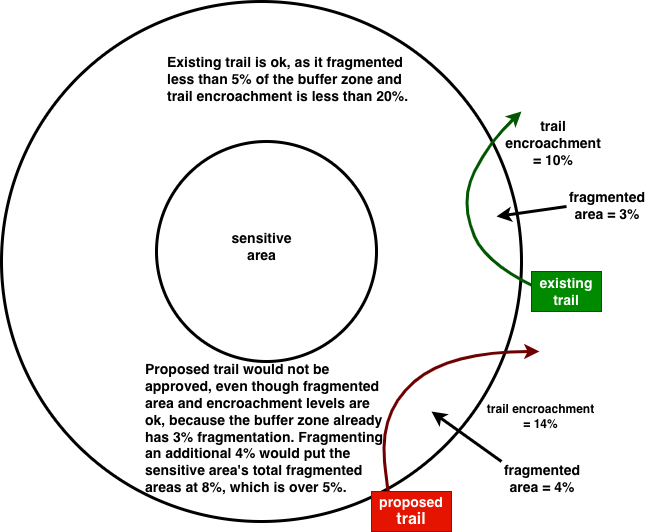 Existing trail is ok, as it fragmented
less than 5% of the buffer zone and
trail encroachment is less than 20%.
trail
encroachment
= 10%
fragmented
area = 3%
sensitive
area
existing
trail
Proposed trail would not be
approved, even though fragmented
area and encroachment levels are
ok, because the buffer zone already
has 3% fragmentation. Fragmenting
an additional 4% would put the
sensitive area's total fragmented
areas at 8%, which is over 5%.
trail encroachment
= 14%
fragmented
area = 4%
proposed
trail